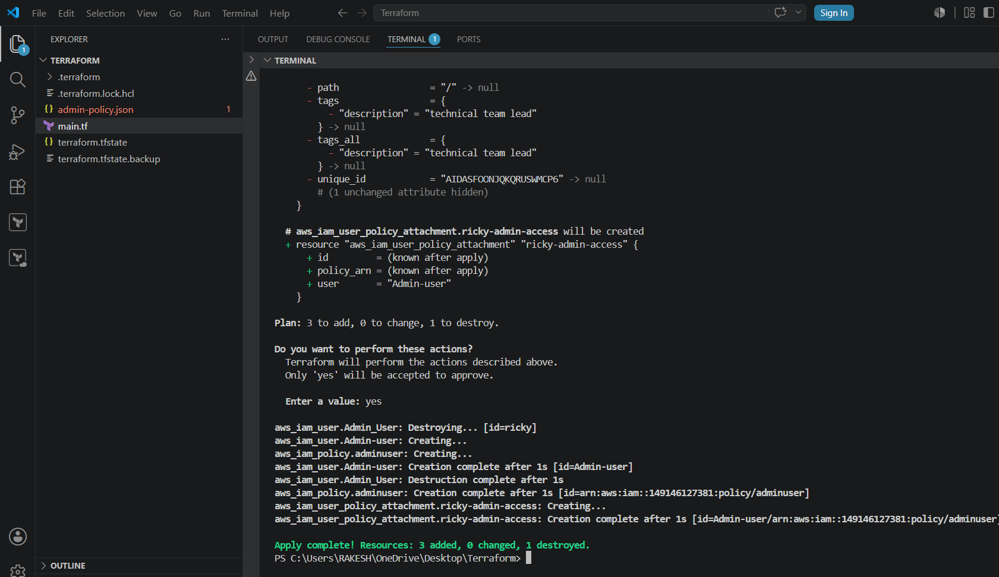 File Edit Selection View Go Run Terminal Help
Terraform
Sign In
1
EXPLORER
TERRAFORM
.terraform
.terraform.lock.hcl
{} admin-policy.json 1
main.tf
{} terraform.tfstate
terraform.tfstate.backup
OUTLINE
OUTPUT DEBUG CONSOLE TERMINAL 1 PORTS
TERMINAL
- path = "/" -> null
- tags = {
- "description" = "technical team lead"
} -> null
- tags_all = {
- "description" = "technical team lead"
} -> null
- unique_id = "AIDASFOONJQKQRUSWMCP6" -> null
# (1 unchanged attribute hidden)
}
# aws_iam_user_policy_attachment.ricky-admin-access will be created
+ resource "aws_iam_user_policy_attachment" "ricky-admin-access" {
+ id = (known after apply)
+ policy_arn = (known after apply)
+ user = "Admin-user"
}
Plan: 3 to add, 0 to change, 1 to destroy.
Do you want to perform these actions?
Terraform will perform the actions described above.
Only 'yes' will be accepted to approve.
Enter a value: yes
aws_iam_user.Admin_User: Destroying... [id=ricky]
aws_iam_user.Admin-user: Creating...
aws_iam_policy.adminuser: Creating...
aws_iam_user.Admin-user: Creation complete after 1s [id=Admin-user]
aws_iam_user.Admin_User: Destruction complete after 1s
aws_iam_policy.adminuser: Creation complete after 1s [id=arn:aws:iam::149146127381:policy/adminuser]
aws_iam_user_policy_attachment.ricky-admin-access: Creating...
aws_iam_user_policy_attachment.ricky-admin-access: Creation complete after 1s [id=Admin-user/arn:aws:iam::149146127381:policy/adminuser]
Apply complete! Resources: 3 added, 0 changed, 1 destroyed.
PS C:\Users\RAKESH\OneDrive\Desktop\Terraform>